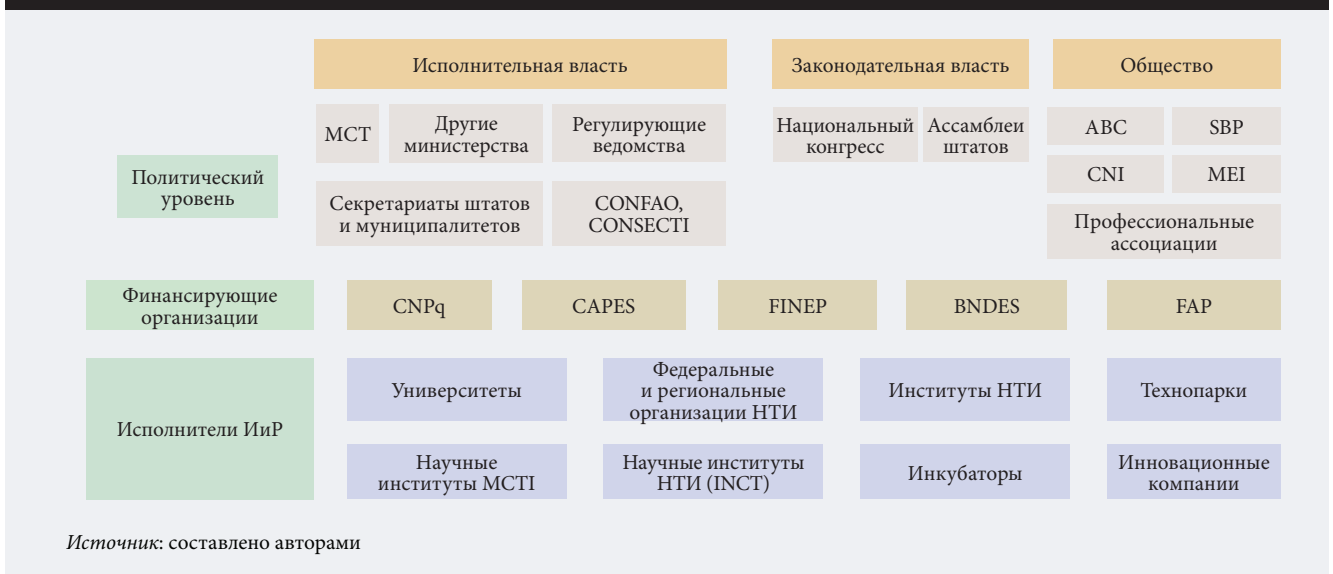 Исполнительная власть
Законодательная власть
Общество
Политический
уровень
МСТ
Другие
министерства
Регулирующие
ведомства
Национальный
конгресс
Ассамблеи
штатов
ABC
SBP
CNI
MEI
Секретариаты штатов
и муниципалитетов
CONFAO,
CONSECTI
Профессиональные
ассоциации
Финансирующие
организации
CNPq
CAPES
FINEP
BNDES
FAP
Исполнители ИиР
Университеты
Федеральные
и региональные
организации НТИ
Институты НТИ
Технопарки
Научные
институты MCTI
Научные институты
НТИ (INCT)
Инкубаторы
Инновационные
компании
Источник: составлено авторами